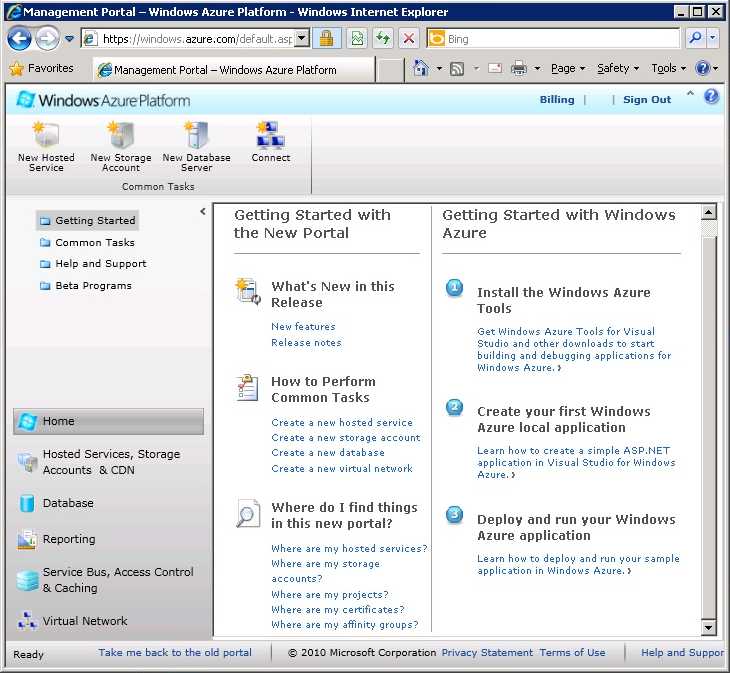 Management Portal – Windows Azure Platform - Windows Internet Explorer
https://windows.azure.com/default.asp
Bing
Favorites
Management Portal – Windows Azure Platform
Page
Safety
Tools
Windows Azure Platform
Billing | | Sign Out
New Hosted
Service
New Storage
Account
New Database
Server
Connect
Common Tasks
Getting Started
Common Tasks
Help and Support
Beta Programs
Home
Hosted Services, Storage
Accounts & CDN
Database
Reporting
Service Bus, Access Control
& Caching
Virtual Network
Getting Started with
the New Portal
What's New in this
Release
New features
Release notes
How to Perform
Common Tasks
Create a new hosted service
Create a new storage account
Create a new database
Create a new virtual network
Where do I find things
in this new portal?
Where are my hosted services?
Where are my storage
accounts?
Where are my projects?
Where are my certificates?
Where are my affinity groups?
Getting Started with Windows
Azure
1
Install the Windows Azure
Tools
Get Windows Azure Tools for Visual
Studio and other downloads to start
building and debugging applications for
Windows Azure. ›
2
Create your first Windows
Azure local application
Learn how to create a simple ASP.NET
application in Visual Studio for Windows
Azure. ›
3
Deploy and run your Windows
Azure application
Learn how to deploy and run your sample
application in Windows Azure. ›
Ready
Take me back to the old portal
© 2010 Microsoft Corporation Privacy Statement Terms of Use
Help and Suppor